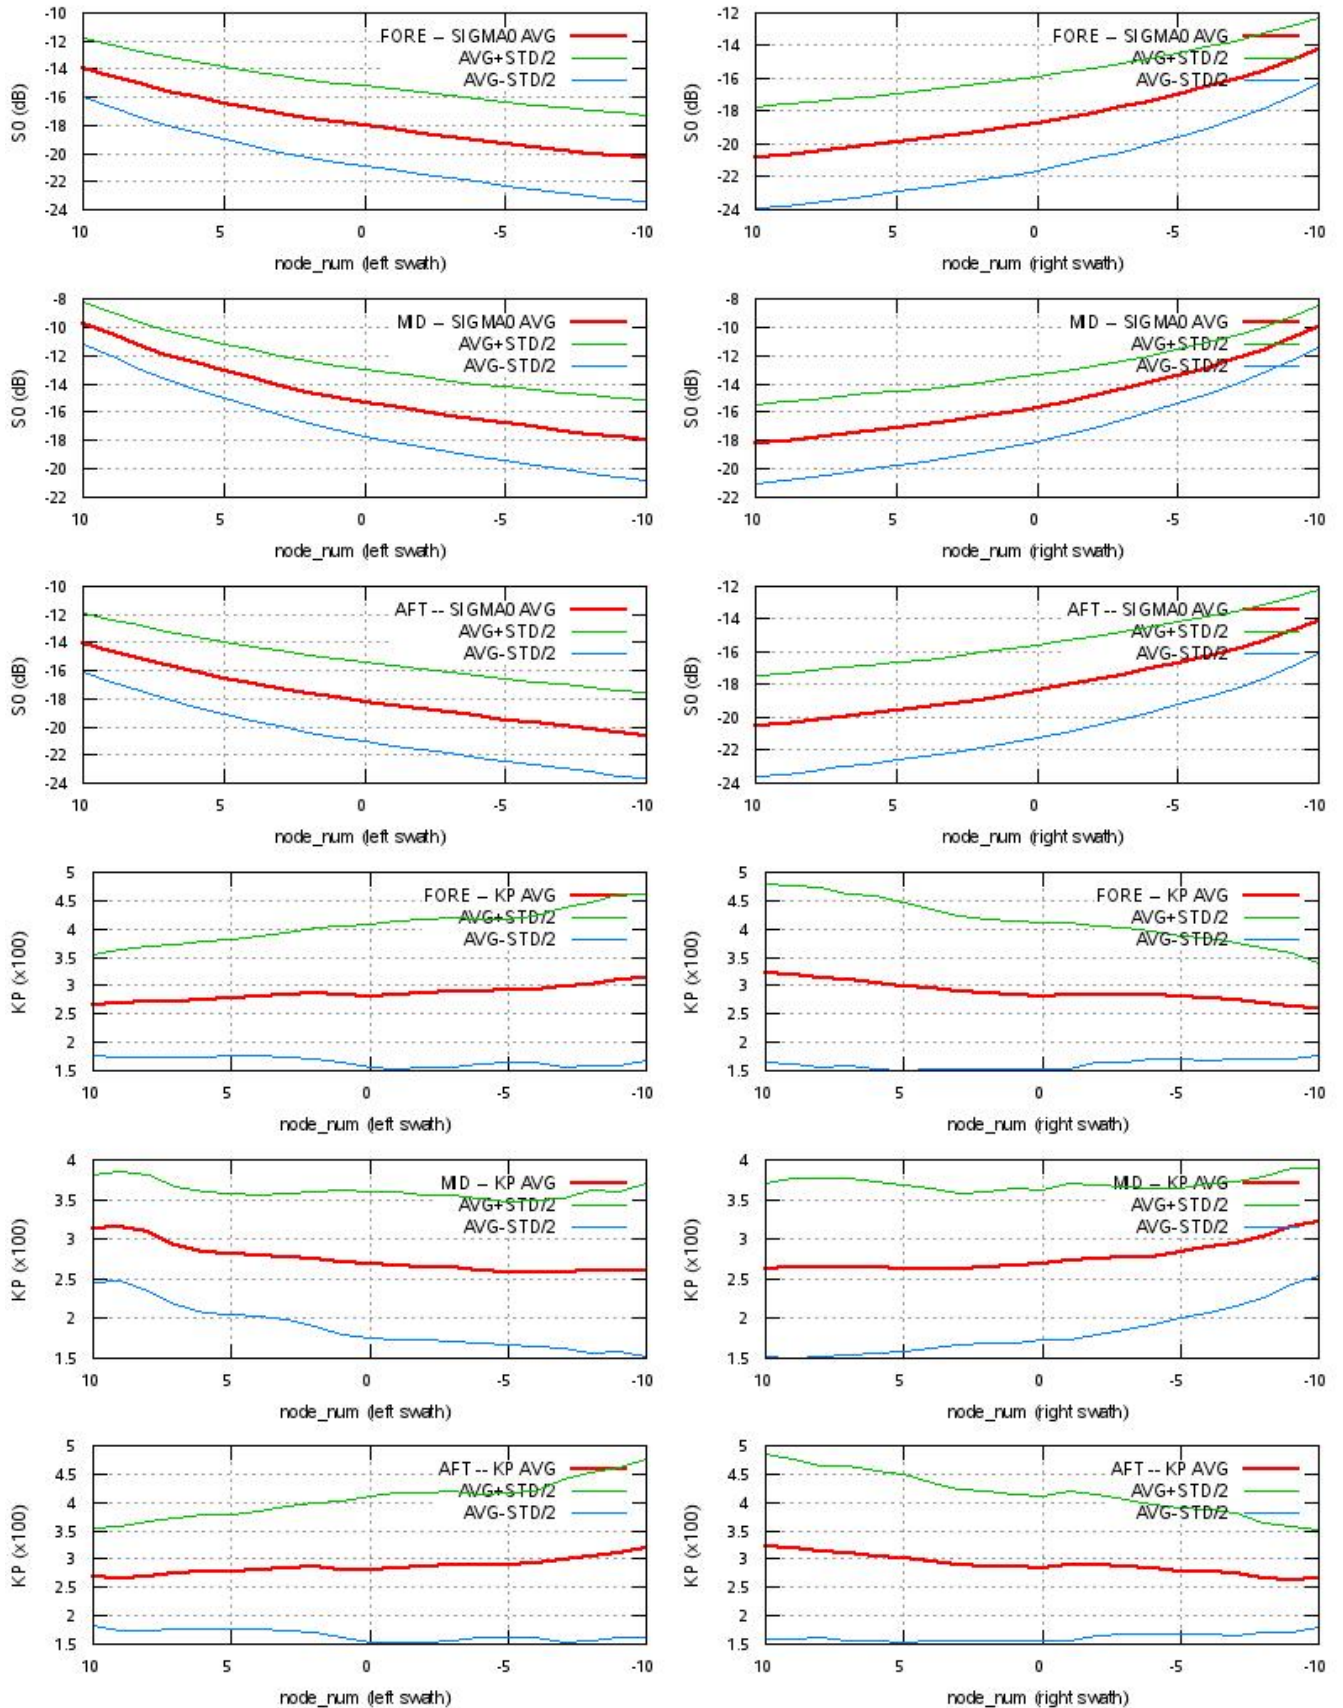 -10
-12
-14
-16
-18
-20
-22
-24
S0 (dB)
FORE -- SIGMA0 AVG
AVG+STD/2
AVG-STD/2
10 5 0 -5 -10
node_num (left swath)
-12
-14
-16
-18
-20
-22
-24
S0 (dB)
FORE -- SIGMA0 AVG
AVG+STD/2
AVG-STD/2
10 5 0 -5 -10
node_num (right swath)
-8
-10
-12
-14
-16
-18
-20
-22
S0 (dB)
MID -- SIGMA0 AVG
AVG+STD/2
AVG-STD/2
10 5 0 -5 -10
node_num (left swath)
-8
-10
-12
-14
-16
-18
-20
-22
S0 (dB)
MID -- SIGMA0 AVG
AVG+STD/2
AVG-STD/2
10 5 0 -5 -10
node_num (right swath)
-10
-12
-14
-16
-18
-20
-22
-24
S0 (dB)
AFT -- SIGMA0 AVG
AVG+STD/2
AVG-STD/2
10 5 0 -5 -10
node_num (left swath)
-12
-14
-16
-18
-20
-22
-24
S0 (dB)
AFT -- SIGMA0 AVG
AVG+STD/2
AVG-STD/2
10 5 0 -5 -10
node_num (right swath)
5
4.5
4
3.5
3
2.5
2
1.5
KP (x100)
FORE -- KP AVG
AVG+STD/2
AVG-STD/2
10 5 0 -5 -10
node_num (left swath)
5
4.5
4
3.5
3
2.5
2
1.5
KP (x100)
FORE -- KP AVG
AVG+STD/2
AVG-STD/2
10 5 0 -5 -10
node_num (right swath)
4
3.5
3
2.5
2
1.5
KP (x100)
MID -- KP AVG
AVG+STD/2
AVG-STD/2
10 5 0 -5 -10
node_num (left swath)
4
3.5
3
2.5
2
1.5
KP (x100)
MID -- KP AVG
AVG+STD/2
AVG-STD/2
10 5 0 -5 -10
node_num (right swath)
5
4.5
4
3.5
3
2.5
2
1.5
KP (x100)
AFT -- KP AVG
AVG+STD/2
AVG-STD/2
10 5 0 -5 -10
node_num (left swath)
5
4.5
4
3.5
3
2.5
2
1.5
KP (x100)
AFT -- KP AVG
AVG+STD/2
AVG-STD/2
10 5 0 -5 -10
node_num (right swath)